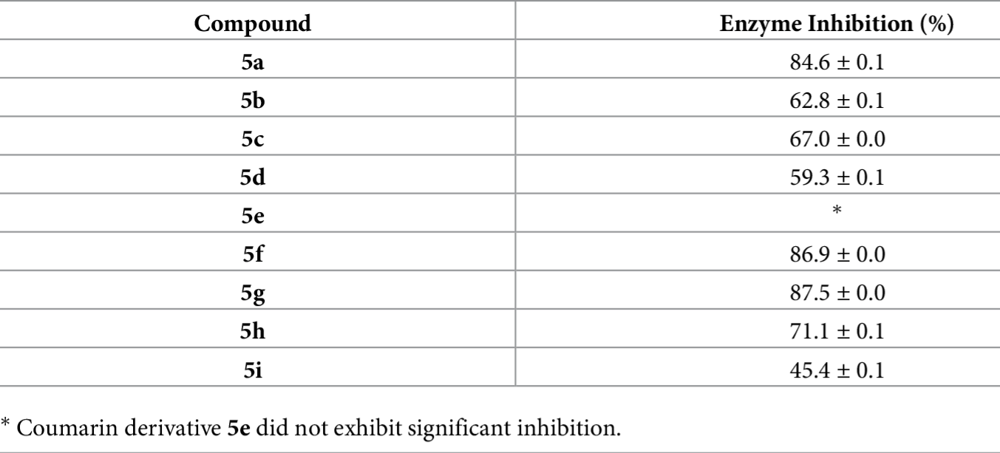 Compound Enzyme Inhibition (%)
5a 84.6 ± 0.1
5b 62.8 ± 0.1
5c 67.0 ± 0.0
5d 59.3 ± 0.1
5e *
5f 86.9 ± 0.0
5g 87.5 ± 0.0
5h 71.1 ± 0.1
5i 45.4 ± 0.1
* Coumarin derivative 5e did not exhibit significant inhibition.